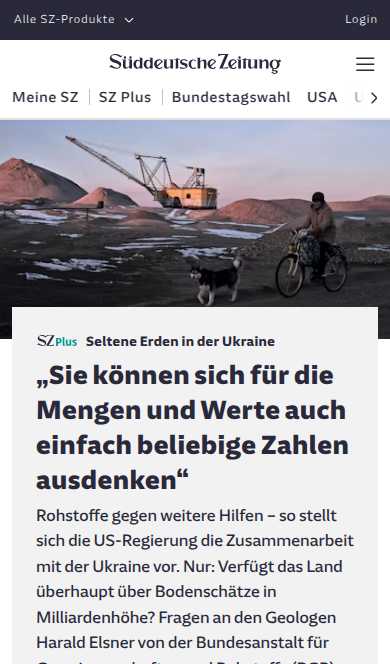 Alle SZ-Produkte
Login
Süddeutsche Zeitung
Meine SZ
SZ Plus
Bundestagswahl
USA
SZ Plus Seltene Erden in der Ukraine
„Sie können sich für die
Mengen und Werte auch
einfach beliebige Zahlen
ausdenken“
Rohstoffe gegen weitere Hilfen – so stellt
sich die US-Regierung die Zusammenarbeit
mit der Ukraine vor. Nur: Verfügt das Land
überhaupt über Bodenschätze in
Milliardenhöhe? Fragen an den Geologen
Harald Elsner von der Bundesanstalt für